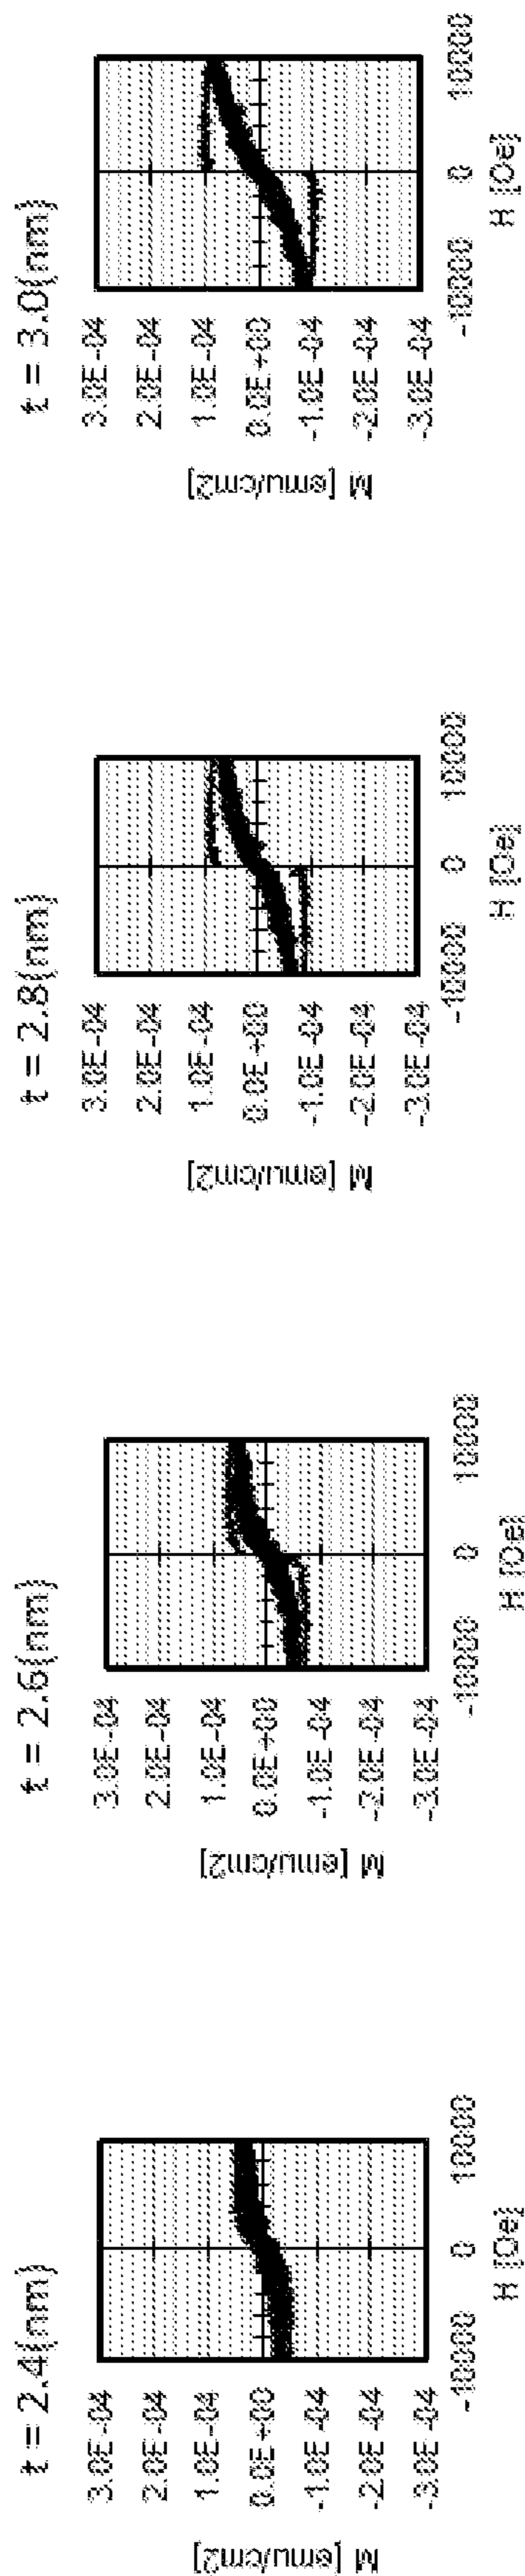 t = 2.4(nm)
M [emu/cm2]
3.0E-04
2.0E-04
1.0E-04
0.0E+00
-1.0E-04
-2.0E-04
-3.0E-04
-10000
0
10000
H [Oe]
t = 2.6(nm)
M [emu/cm2]
3.0E-04
2.0E-04
1.0E-04
0.0E+00
-1.0E-04
-2.0E-04
-3.0E-04
-10000
0
10000
H [Oe]
t = 2.8(nm)
M [emu/cm2]
3.0E-04
2.0E-04
1.0E-04
0.0E+00
-1.0E-04
-2.0E-04
-3.0E-04
-10000
0
10000
H [Oe]
t = 3.0(nm)
M [emu/cm2]
3.0E-04
2.0E-04
1.0E-04
0.0E+00
-1.0E-04
-2.0E-04
-3.0E-04
-10000
0
10000
H [Oe]